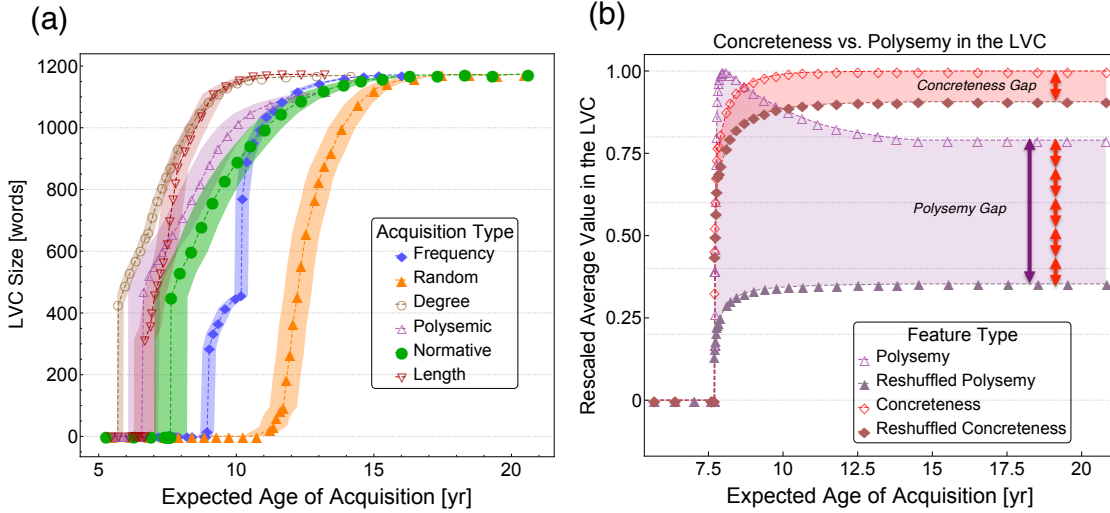 (a)
LVC Size [words]
1200
1000
800
600
400
200
0
5
10
15
20
Expected Age of Acquisition [yr]
Acquisition Type
Frequency
Random
Degree
Polysemic
Normative
Length
(b)
Concreteness vs. Polysemy in the LVC
Rescaled Average Value in the LVC
1.00
0.75
0.50
0.25
0
Concreteness Gap
Polysemy Gap
Feature Type
Polysemy
Reshuffled Polysemy
Concreteness
Reshuffled Concreteness
7.5
10
12.5
15
17.5
20
Expected Age of Acquisition [yr]